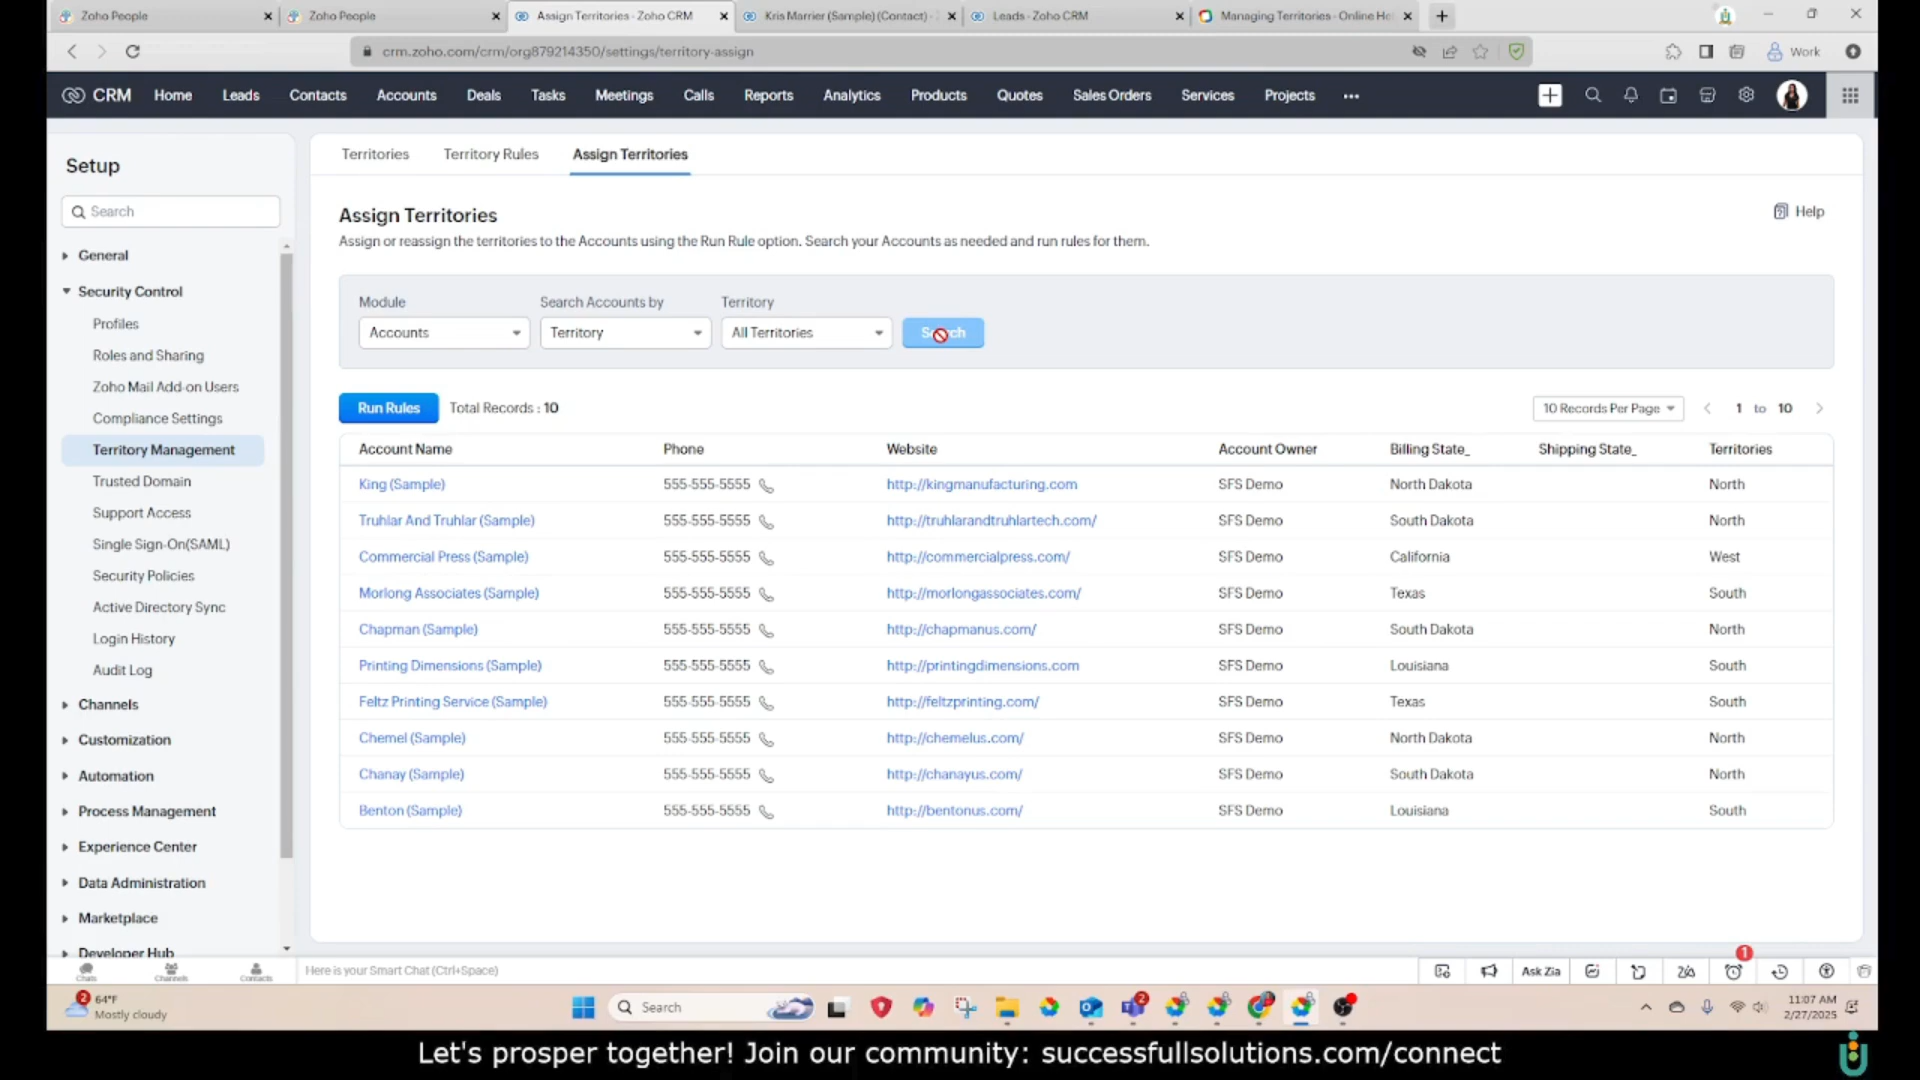 Zoho People
Zoho People
Assign Territories - Zoho CRM
Kris Marrier (Sample) (Contact) -
Leads - Zoho CRM
Managing Territories - Online He
crm.zoho.com/crm/org879214350/settings/territory-assign
Work
CRM Home Leads Contacts Accounts Deals Tasks Meetings Calls Reports Analytics Products Quotes Sales Orders Services Projects •••
Setup
Search
General
Security Control
Profiles
Roles and Sharing
Zoho Mail Add-on Users
Compliance Settings
Territory Management
Trusted Domain
Support Access
Single Sign-On(SAML)
Security Policies
Active Directory Sync
Login History
Audit Log
Channels
Customization
Automation
Process Management
Experience Center
Data Administration
Marketplace
Developer Hub
Territories Territory Rules Assign Territories
Assign Territories
Help
Assign or reassign the territories to the Accounts using the Run Rule option. Search your Accounts as needed and run rules for them.
Module Search Accounts by Territory
Accounts Territory All Territories Search
Run Rules Total Records : 10 10 Records Per Page 1 to 10
Account Name Phone Website Account Owner Billing State_ Shipping State_ Territories
King (Sample) 555-555-5555 http://kingmanufacturing.com SFS Demo North Dakota North
Truhlar And Truhlar (Sample) 555-555-5555 http://truhlarandtruhlartech.com/ SFS Demo South Dakota North
Commercial Press (Sample) 555-555-5555 http://commercialpress.com/ SFS Demo California West
Morlong Associates (Sample) 555-555-5555 http://morlongassociates.com/ SFS Demo Texas South
Chapman (Sample) 555-555-5555 http://chapmanus.com/ SFS Demo South Dakota North
Printing Dimensions (Sample) 555-555-5555 http://printingdimensions.com SFS Demo Louisiana South
Feltz Printing Service (Sample) 555-555-5555 http://feltzprinting.com/ SFS Demo Texas South
Chemel (Sample) 555-555-5555 http://chemelus.com/ SFS Demo North Dakota North
Chanay (Sample) 555-555-5555 http://chanayus.com/ SFS Demo South Dakota North
Benton (Sample) 555-555-5555 http://bentonus.com/ SFS Demo Louisiana South
Chats Channels Contacts
Here is your Smart Chat (Ctrl+Space)
Ask Zia
1
2
64°F
Mostly cloudy
Search
2
11:07 AM
2/27/2025
Let's prosper together! Join our community: successfullsolutions.com/connect